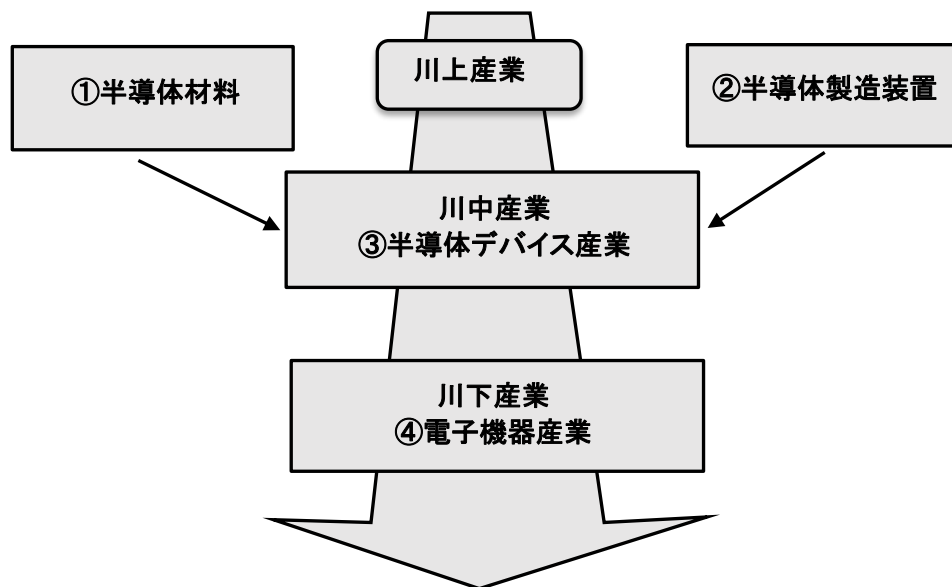 川上産業
①半導体材料
②半導体製造装置
川中産業
③半導体デバイス産業
川下産業
④電子機器産業